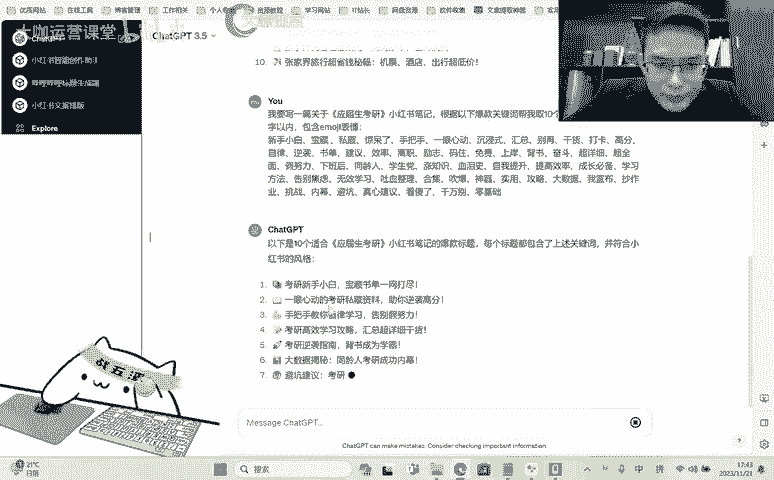 优库网站
在线工具
博客管理
工作相关
资源教程
学习网站
IT站长
网盘资源
软件收集
文案提取神器
大咖运营课堂
ChatGPT 3.5
小红书文案排版
Explore
10. 张家界旅行超省钱秘籍:机票、酒店、出行超低价!
You
我要写一篇关于《应届生考研》小红书笔记,根据以下爆款关键词帮我取10个
字以内,包含emoji表情:
新手小白、宝藏、私藏、惊呆了、手把手、一眼心动、沉浸式、汇总、别再、干货、打卡、高分、
自律、逆袭、书单、建议、效率、离职、励志、码住、免费、上岸、背书、奋斗、超详细、超全
面、假努力、下班后、同龄人、学生党、涨知识、血泪史、自我提升、提高效率、成长必备、学习
方法、告别焦虑、无效学习、吐血整理、合集、吹爆、神器、实用、攻略、大数据、我宣布、抄作
业、挑战、内幕、避坑、真心建议、看傻了、千万别、零基础
ChatGPT
以下是10个适合《应届生考研》小红书笔记的爆款标题,每个标题都包含了上述关键词,并符合小
红书的风格:
1. 考研新手小白,宝藏书单一网打尽!
2. 一眼心动的考研私藏资料,助你逆袭高分!
3. 手把手教你自律学习,告别假努力!
4. 考研高效学习攻略,汇总超详细干货!
5. 考研逆袭指南,背书成为学霸!
6. 大数据揭秘:同龄人考研成功内幕!
7. 避坑建议:考研
战五渣
Message ChatGPT...
ChatGPT can make mistakes. Consider checking important information.
?
21°C
日落
搜索
中
拼
17:43
2023/11/21